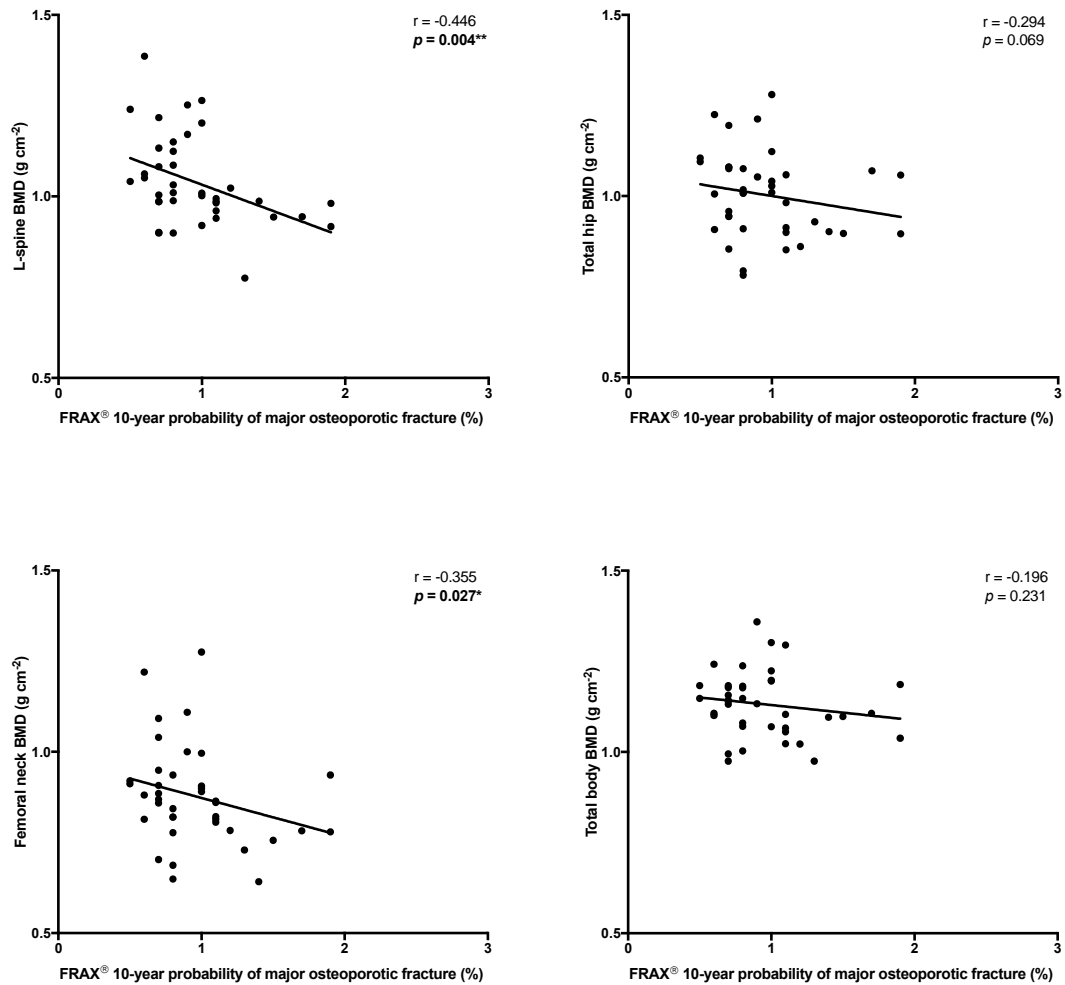 1.5
r = -0.446
p = 0.004**
L-spine BMD (g cm-2)
1.0
0.5
0
1
2
3
FRAX® 10-year probability of major osteoporotic fracture (%)
1.5
r = -0.294
p = 0.069
Total hip BMD (g cm-2)
1.0
0.5
0
1
2
3
FRAX® 10-year probability of major osteoporotic fracture (%)
1.5
r = -0.355
p = 0.027*
Femoral neck BMD (g cm-2)
1.0
0.5
0
1
2
3
FRAX® 10-year probability of major osteoporotic fracture (%)
1.5
r = -0.196
p = 0.231
Total body BMD (g cm-2)
1.0
0.5
0
1
2
3
FRAX® 10-year probability of major osteoporotic fracture (%)